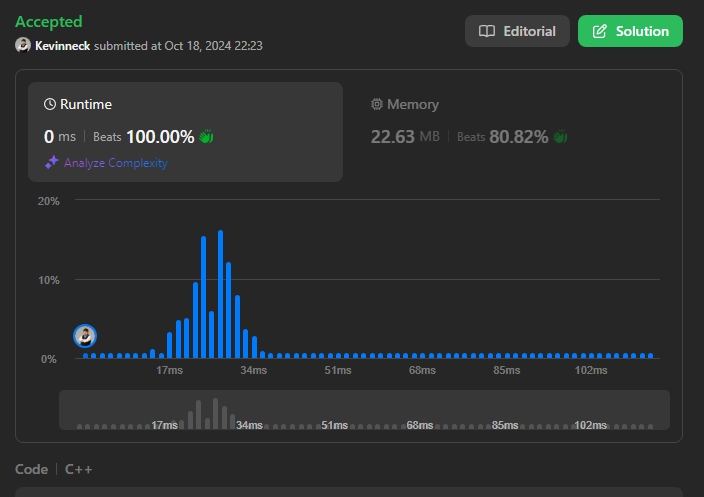 Accepted
Kevinneck submitted at Oct 18, 2024 22:23
Editorial
Solution
Runtime
0 ms | Beats 100.00%
Analyze Complexity
Memory
22.63 MB | Beats 80.82%
20%
10%
0%
17ms 34ms 51ms 68ms 85ms 102ms
17ms 34ms 51ms 68ms 85ms 102ms
Code | C++